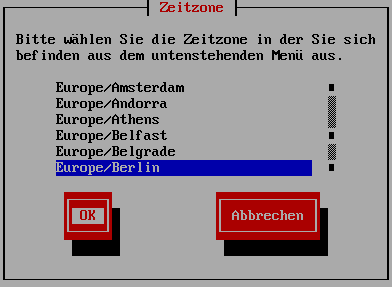 Zeitzone
Bitte wählen Sie die Zeitzone in der Sie sich
befinden aus dem untenstehenden Menü aus.
Europe/Amsterdam
Europe/Andorra
Europe/Athens
Europe/Belfast
Europe/Belgrade
Europe/Berlin
OK Abbrechen